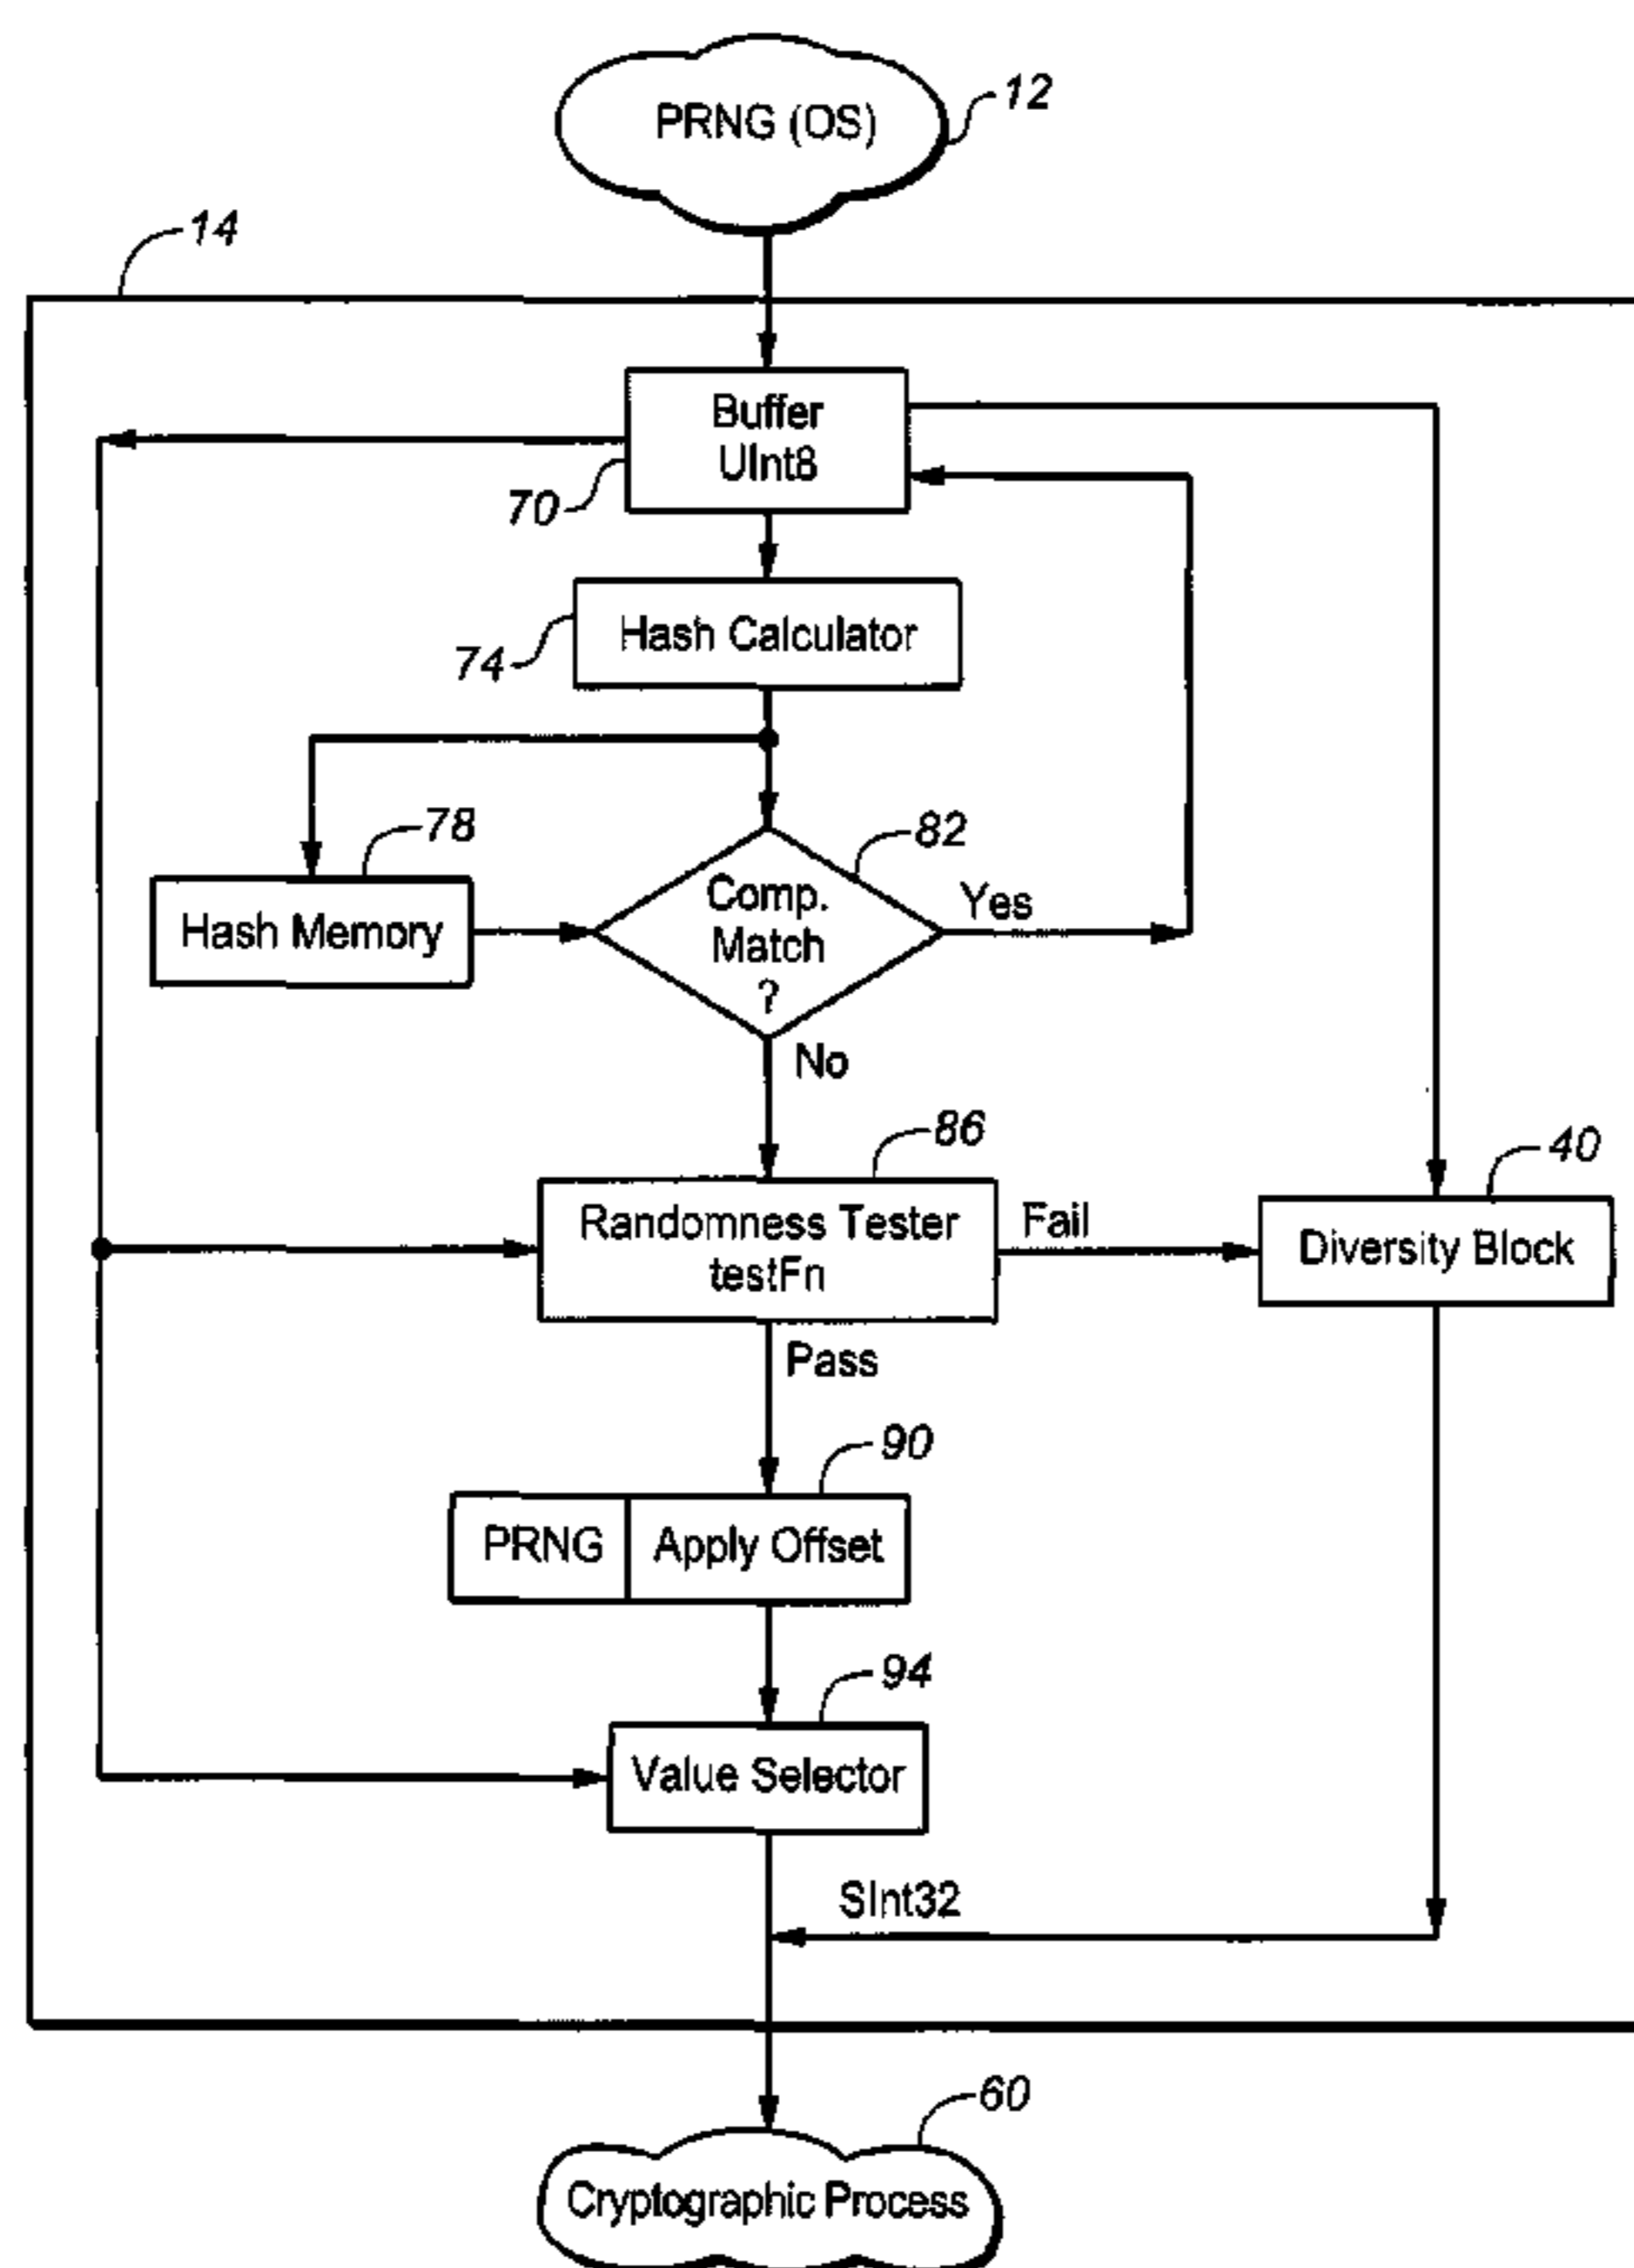 PRNG (OS)
12
14
Buffer
UInt8
70
Hash Calculator
74
78
82
Hash Memory
Comp.
Match
?
Yes
No
86
40
Randomness Tester
testFn
Fail
Diversity Block
Pass
90
PRNG
Apply Offset
94
Value Selector
SInt32
60
Cryptographic Process